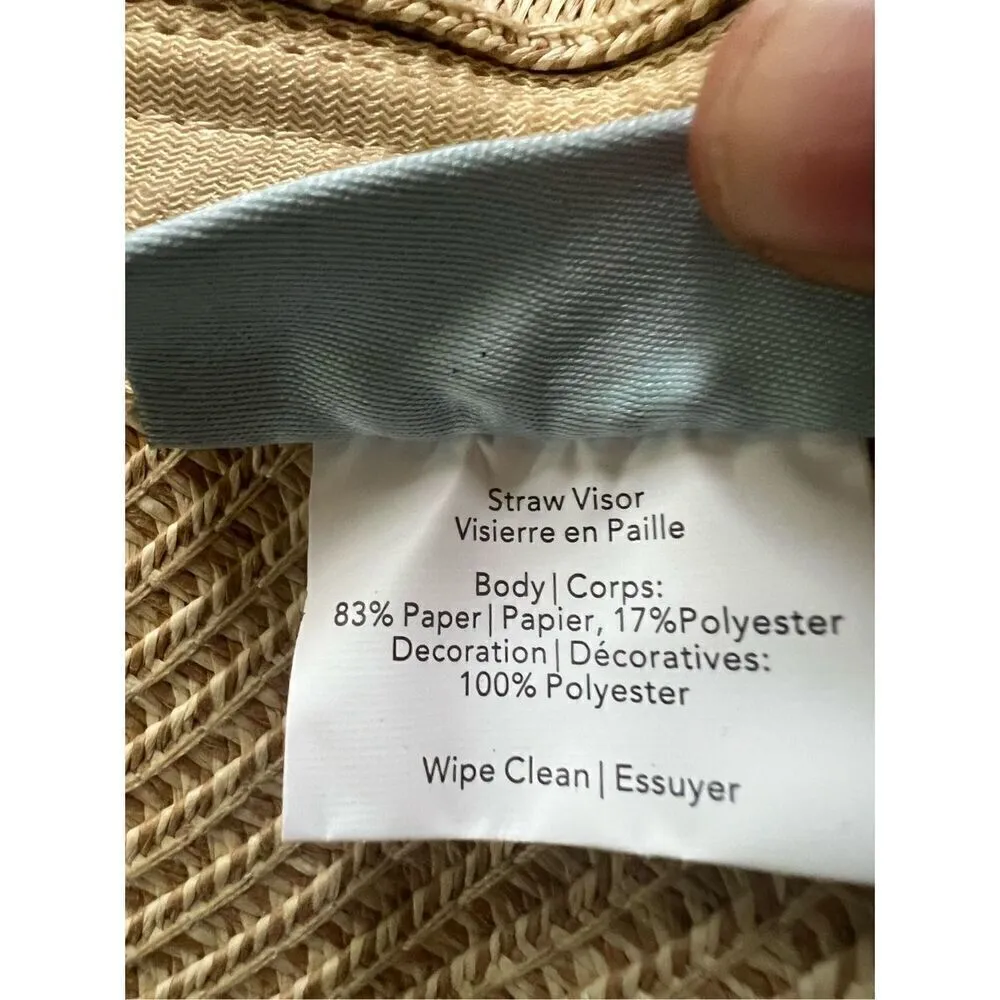 Straw Visor
Visierre en Paille
Body | Corps:
83% Paper | Papier, 17%Polyester
Decoration | Décoratives:
100% Polyester
Wipe Clean | Essuyer